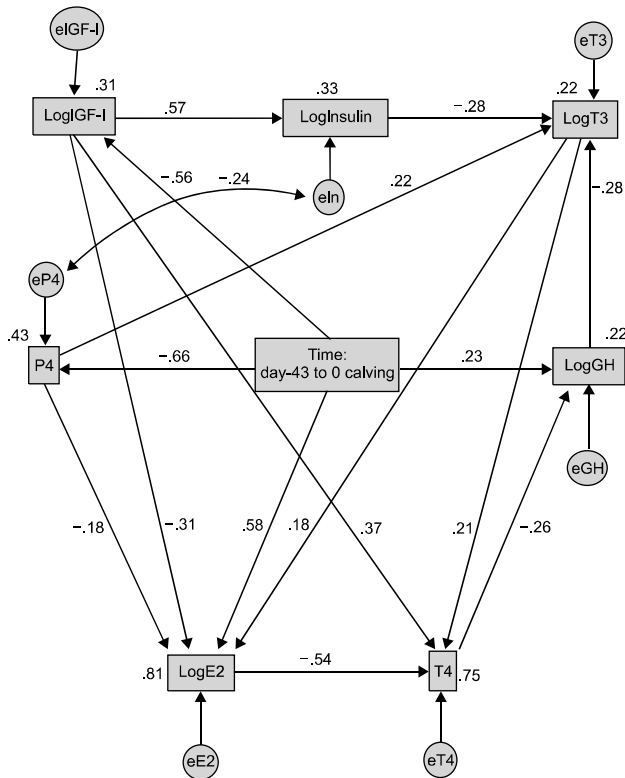 eIGF-I
eT3
.31
.33
.22
LogIGF-I
.57
LogInsulin
−.28
LogT3
−.56
−.24
eIn
.22
−.28
eP4
.43
P4
−.66
Time:
day-43 to 0 calving
.23
.22
LogGH
eGH
−.18
−.31
.58
.18
.37
.21
−.26
.81
LogE2
−.54
T4
.75
eE2
eT4